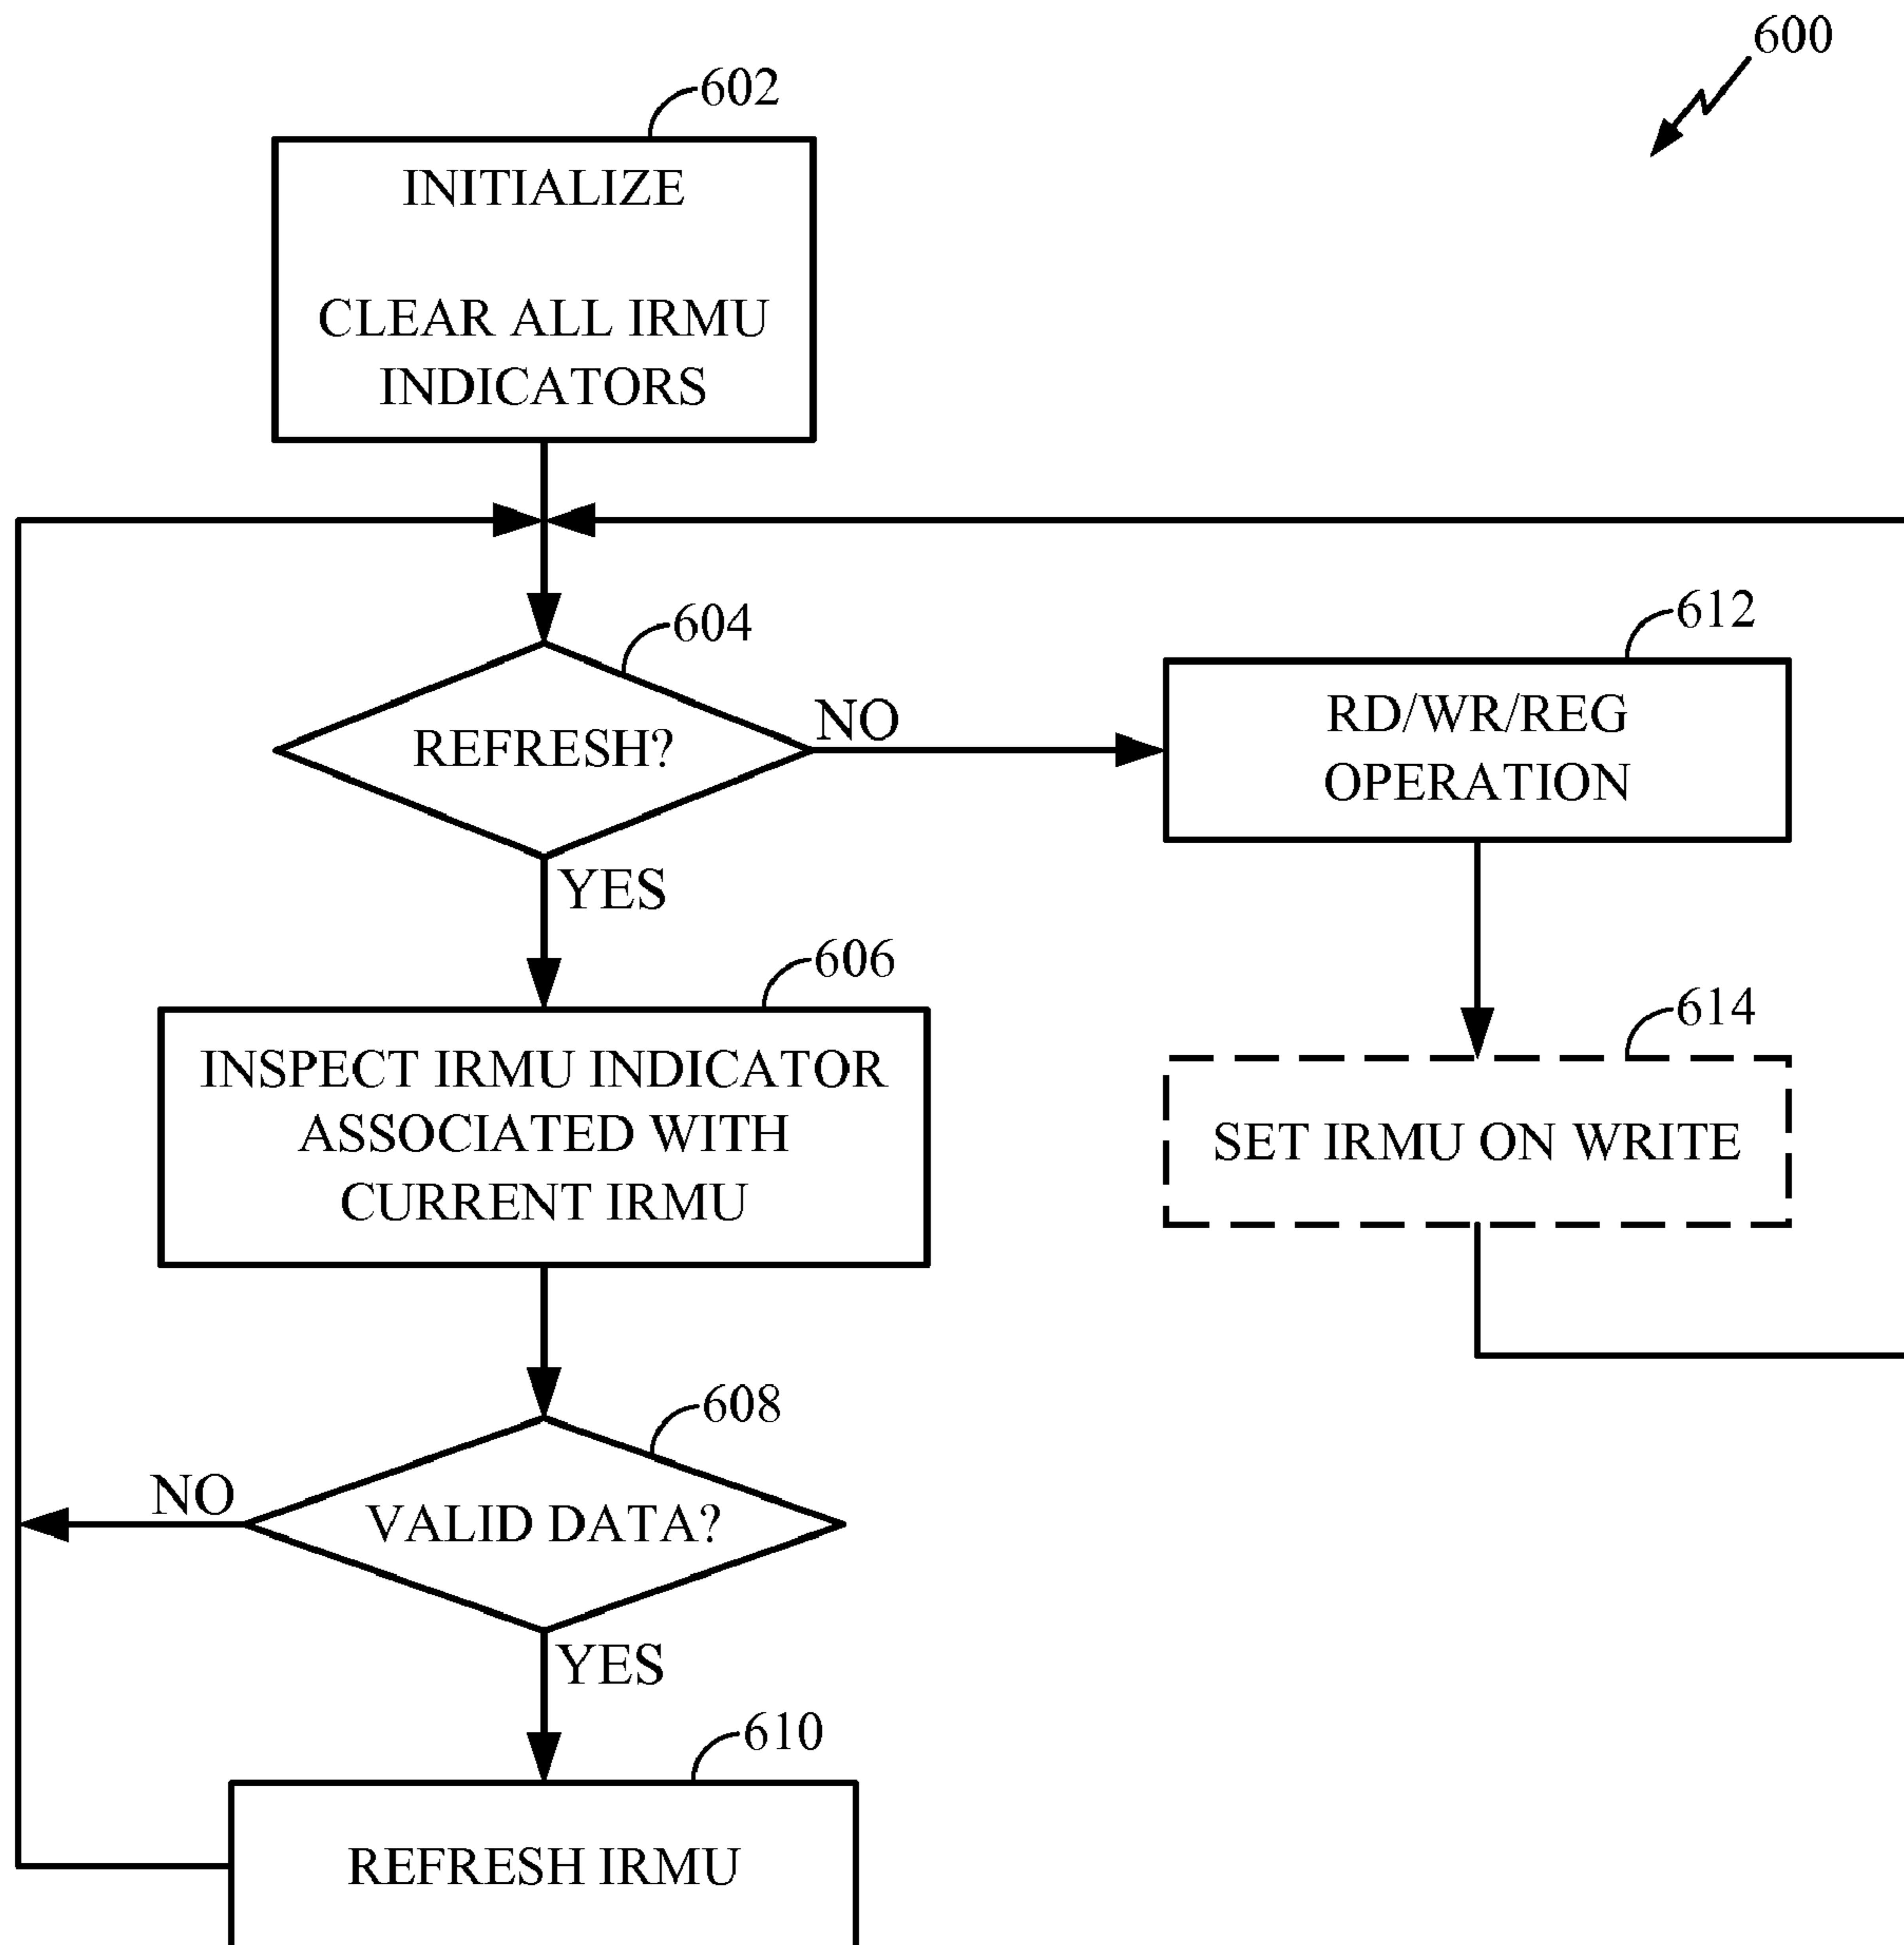 600
602
INITIALIZE
CLEAR ALL IRMU
INDICATORS
604
REFRESH?
NO
YES
612
RD/WR/REG
OPERATION
606
INSPECT IRMU INDICATOR
ASSOCIATED WITH
CURRENT IRMU
614
SET IRMU ON WRITE
608
VALID DATA?
NO
YES
610
REFRESH IRMU